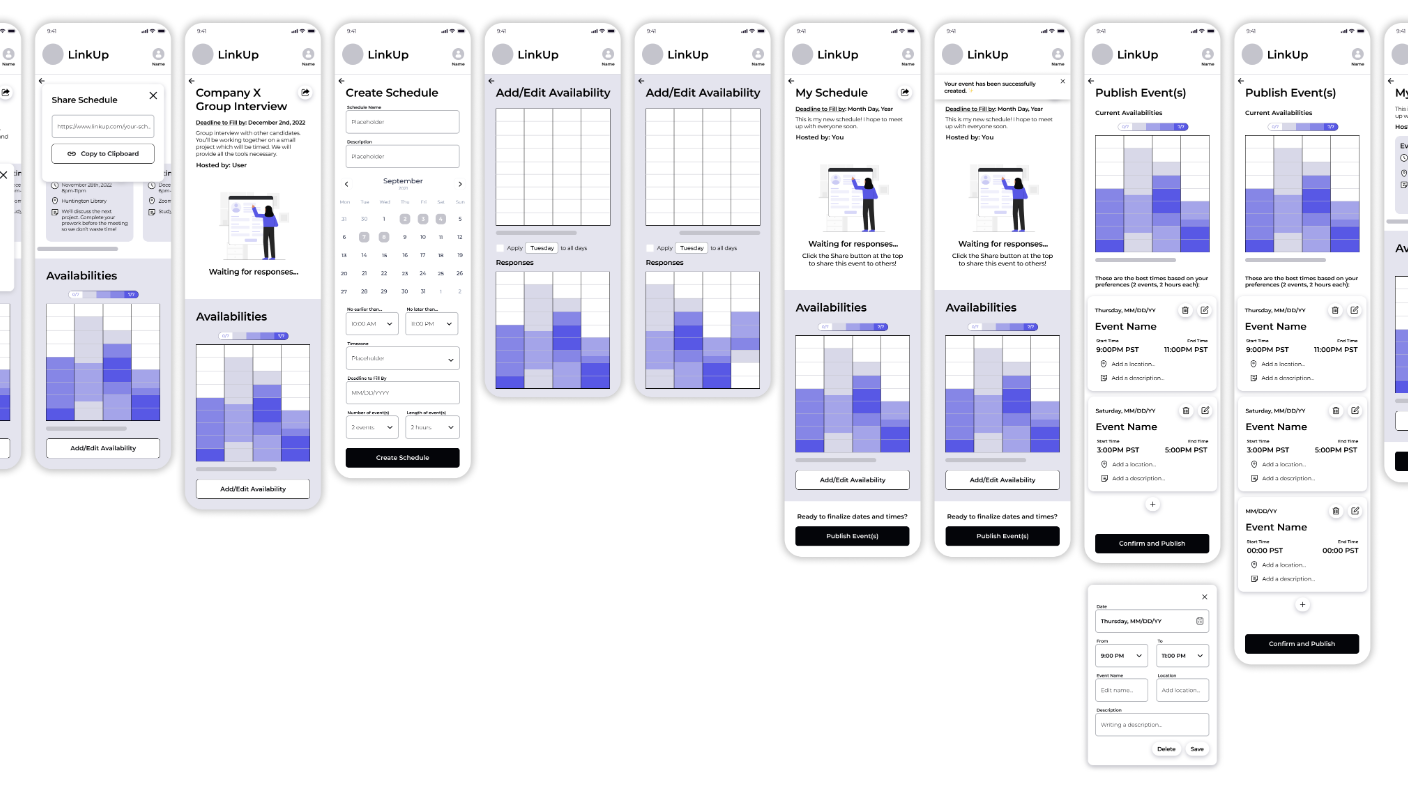 9:41
LinkUp
Name
Share Schedule
https://www.linkup.com/your-sch...
Copy to Clipboard
November 28th, 2022
8pm-11pm
Huntington Library
We'll discuss the next
project. Complete your
prework before the meeting
so we don't waste time!
Availabilities
0/7
7/7
Add/Edit Availability
9:41
LinkUp
Name
Company X
Group Interview
Deadline to Fill by: December 2nd, 2022
Group interview with other candidates.
You'll be working together on a small
project which will be timed. We will
provide all the tools necessary.
Hosted by: User
Waiting for responses...
Availabilities
0/7
7/7
Add/Edit Availability
9:41
LinkUp
Name
Create Schedule
Schedule Name
Placeholder
Description
Placeholder
September
Mon Tue Wed Thu Fri Sat Sun
31 30 1 2 3 4 5
6 7 8 9 10 11 12
13 14 15 16 17 18 19
20 21 22 23 24 25 26
27 28 29 30 31 1 2
No earlier than...
No later than...
10:00 AM
11:00 PM
Timezone
Placeholder
Deadline to Fill By
MM/DD/YYYY
Number of event(s)
Length of event(s)
2 events
2 hours
Create Schedule
9:41
LinkUp
Name
Add/Edit Availability
Apply Tuesday to all days
Responses
9:41
LinkUp
Name
Add/Edit Availability
Apply Tuesday to all days
9:41
LinkUp
Name
My Schedule
Deadline to Fill by: Month Day, Year
This is my new schedule! I hope to meet
up with everyone soon.
Hosted by: You
Waiting for responses...
Click the Share button at the top
to share this event to others!
Availabilities
0/7
7/7
Add/Edit Availability
Ready to finalize dates and times?
Publish Event(s)
9:41
LinkUp
Name
Your event has been successfully
created. ✨
Deadline to Fill by: Month Day, Year
This is my new schedule! I hope to meet
up with everyone soon.
Hosted by: You
Waiting for responses...
Click the Share button at the top
to share this event to others!
Availabilities
0/7
7/7
Add/Edit Availability
Ready to finalize dates and times?
Publish Event(s)
9:41
LinkUp
Name
Publish Event(s)
Current Availabilities
0/7
7/7
These are the best times based on your
preferences (2 events, 2 hours each):
Thursday, MM/DD/YY
Event Name
Start Time
End Time
9:00PM PST
11:00PM PST
Add a location...
Add a description...
Saturday, MM/DD/YY
Event Name
Start Time
End Time
3:00PM PST
5:00PM PST
Add a location...
Add a description...
+
Confirm and Publish
Date
Thursday, MM/DD/YY
From
To
9:00 PM
11:00 PM
Event Name
Location
Edit name...
Add location...
Description
Writing a description...
Delete
Save
9:41
LinkUp
Name
Publish Event(s)
Current Availabilities
0/7
7/7
These are the best times based on your
preferences (2 events, 2 hours each):
Thursday, MM/DD/YY
Event Name
Start Time
End Time
9:00PM PST
11:00PM PST
Add a location...
Add a description...
Saturday, MM/DD/YY
Event Name
Start Time
End Time
3:00PM PST
5:00PM PST
Add a location...
Add a description...
MM/DD/YY
Event Name
Start Time
End Time
00:00 PST
00:00 PST
Add a location...
Add a description...
+
Confirm and Publish
9:41